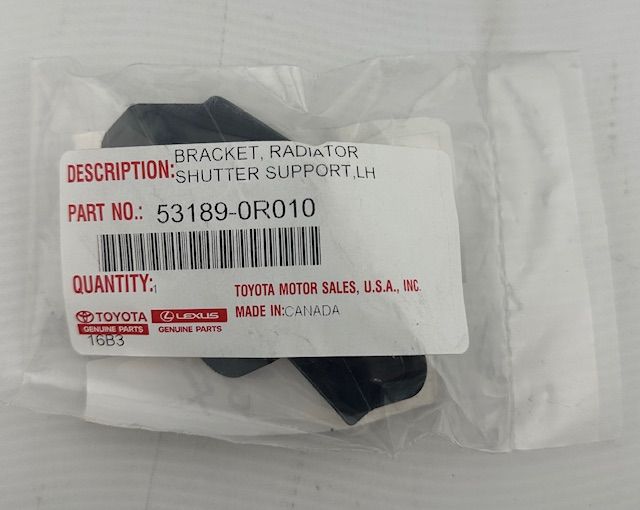 DESCRIPTION: BRACKET, RADIATOR
SHUTTER SUPPORT,LH
PART NO.: 53189-0R010
QUANTITY: 1
TOYOTA MOTOR SALES, U.S.A., INC.
MADE IN: CANADA
TOYOTA
GENUINE PARTS
LEXUS
GENUINE PARTS
16B3